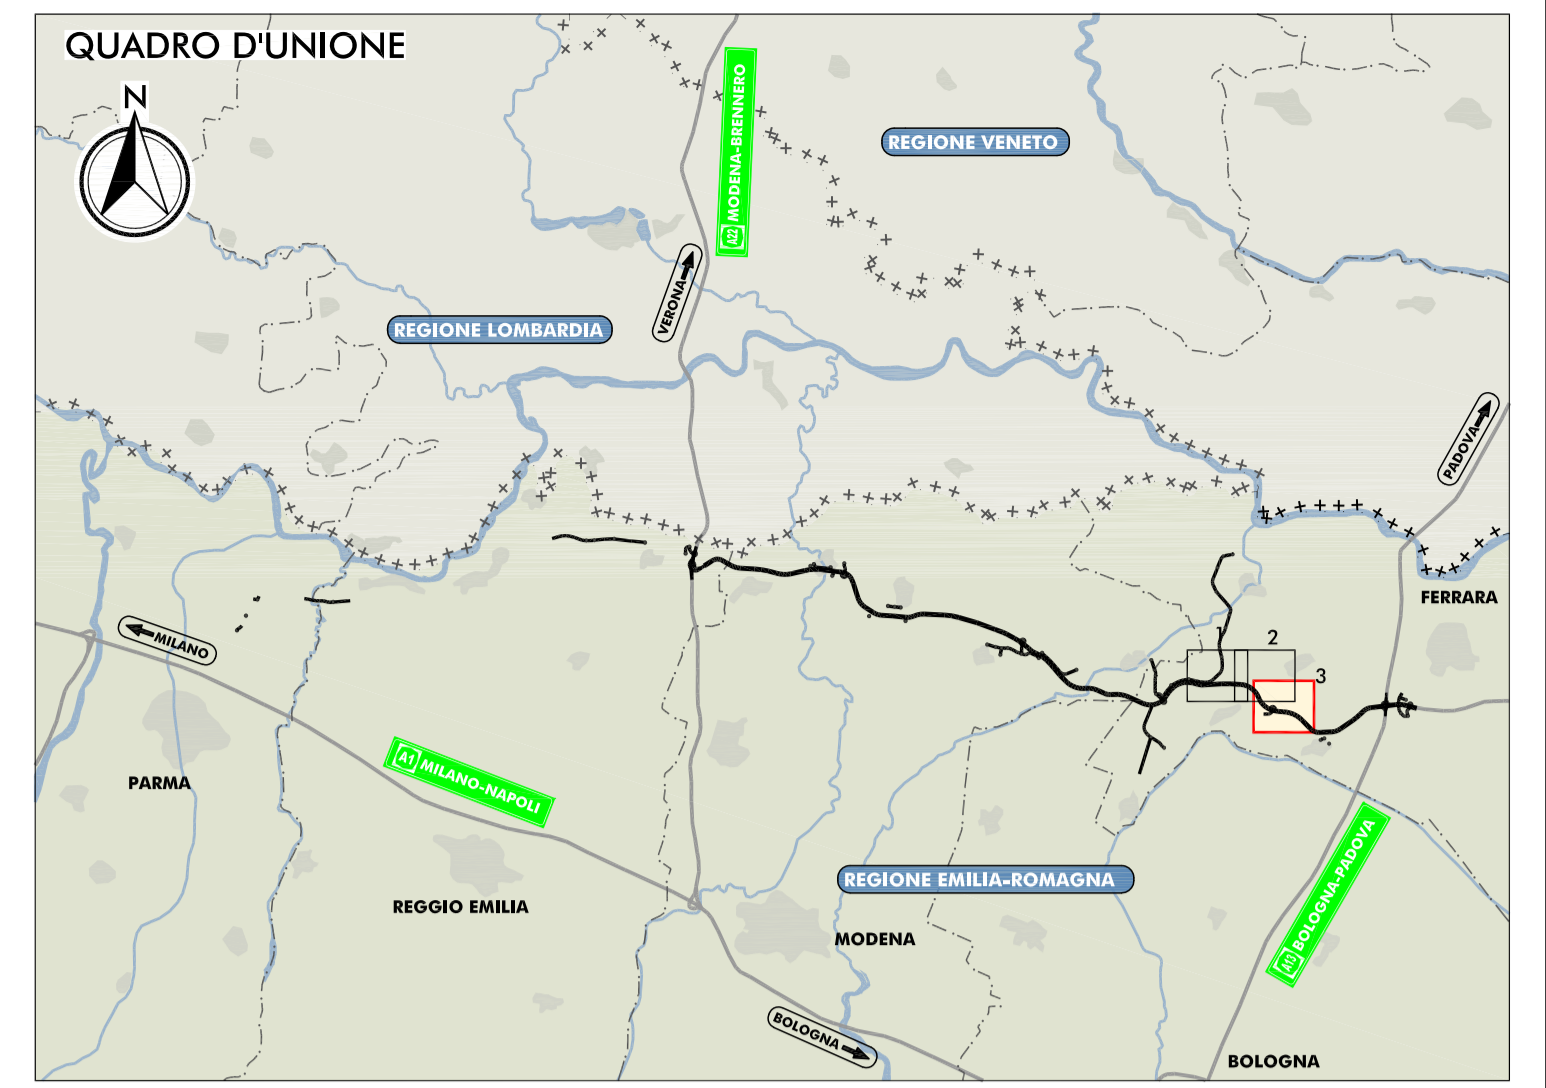 QUADRO D'UNIONE
N
A22 MODENA-BRENNERO
REGIONE VENETO
VERONA
REGIONE LOMBARDIA
PADOVA
FERRARA
MILANO
1
2
3
PARMA
A1 MILANO-NAPOLI
REGIONE EMILIA-ROMAGNA
A13 BOLOGNA-PADOVA
REGGIO EMILIA
MODENA
BOLOGNA
BOLOGNA